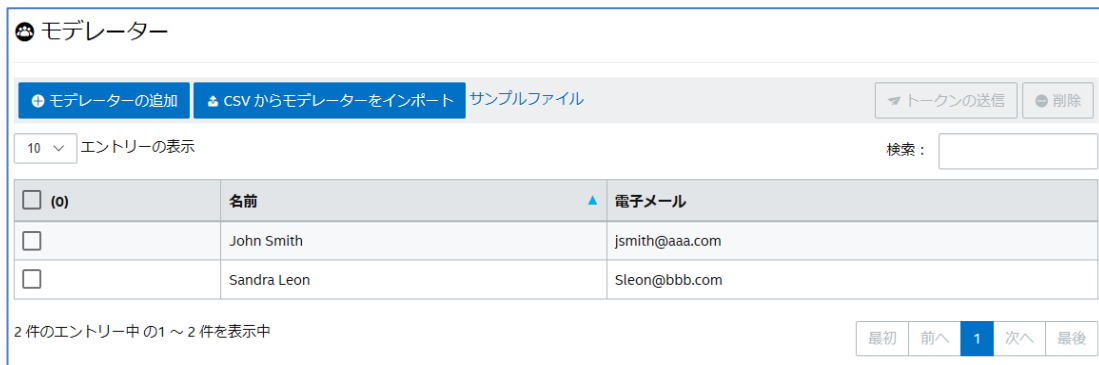 モデレーター
モデレーターの追加 CSV からモデレーターをインポート サンプルファイル トークンの送信 削除
10 エントリーの表示 検索：
(0) 名前 電子メール
John Smith jsmith@aaa.com
Sandra Leon Sleon@bbb.com
2 件のエントリー中 の1 ～ 2 件を表示中 最初 前へ 1 次へ 最後